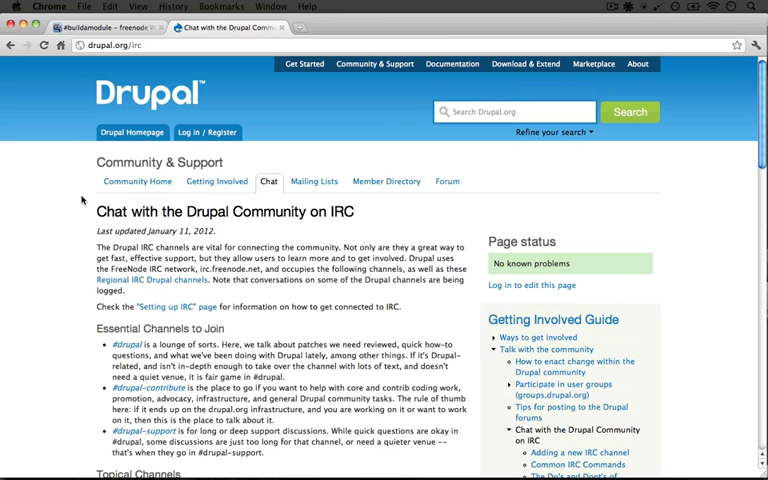 Chrome File Edit View History Bookmarks Window Help
#buildamodule - freenode W
Chat with the Drupal Commu
drupal.org/irc
Get Started Community & Support Documentation Download & Extend Marketplace About
Drupal™
Search Drupal.org
Search
Refine your search
Drupal Homepage Log in / Register
Community & Support
Community Home Getting Involved Chat Mailing Lists Member Directory Forum
Chat with the Drupal Community on IRC
Last updated January 11, 2012.
The Drupal IRC channels are vital for connecting the community. Not only are they a great way to
get fast, effective support, but they allow users to learn more and to get involved. Drupal uses
the FreeNode IRC network, irc.freenode.net, and occupies the following channels, as well as these
Regional IRC Drupal channels. Note that conversations on some of the Drupal channels are being
logged.
Check the "Setting up IRC" page for information on how to get connected to IRC.
Essential Channels to Join
#drupal is a lounge of sorts. Here, we talk about patches we need reviewed, quick how-to
questions, and what we've been doing with Drupal lately, among other things. If it's Drupal-
related, and isn't in-depth enough to take over the channel with lots of text, and doesn't
need a quiet venue, it is fair game in #drupal.
#drupal-contribute is the place to go if you want to help with core and contrib coding work,
promotion, advocacy, infrastructure, and general Drupal community tasks. The rule of thumb
here: if it ends up on the drupal.org infrastructure, and you are working on it or want to work
on it, then this is the place to talk about it.
#drupal-support is for long or deep support discussions. While quick questions are okay in
#drupal, some discussions are just too long for that channel, or need a quieter venue --
that's when they go in #drupal-support.
Topical Channels
Page status
No known problems
Log in to edit this page
Getting Involved Guide
Ways to get involved
Talk with the community
How to enact change within the
Drupal community
Participate in user groups
(groups.drupal.org)
Tips for posting to the Drupal
forums
Chat with the Drupal Community
on IRC
Adding a new IRC channel
Common IRC Commands
The Do's and Dont's of